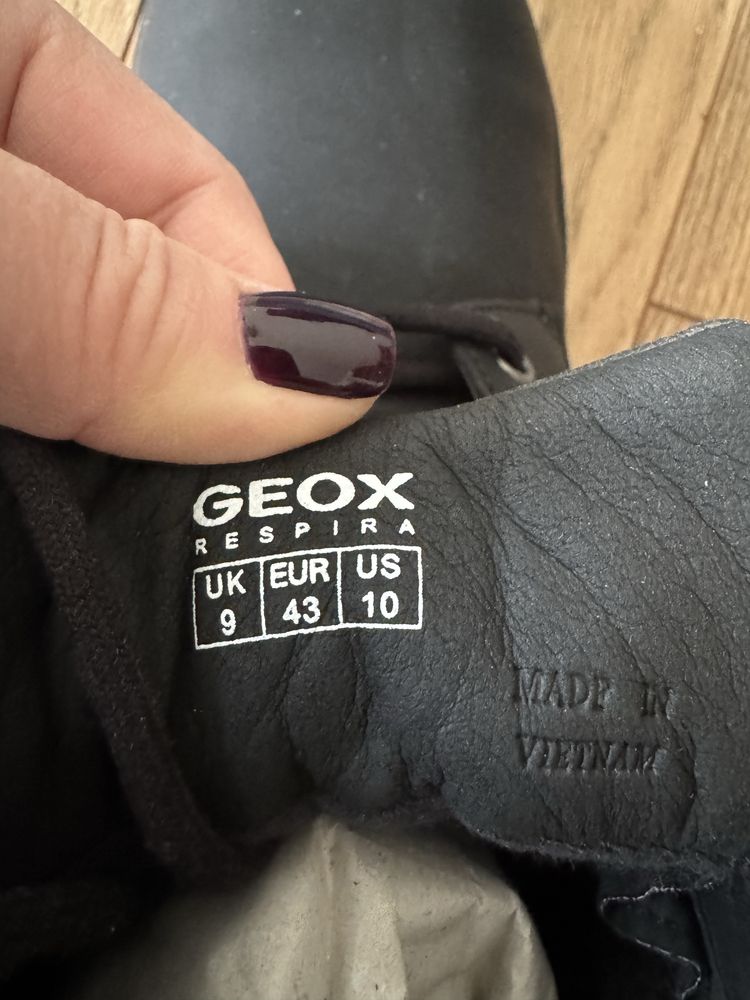 GEOX
RESPIRA
UK EUR US
9 43 10
MADE IN
VIETNAM